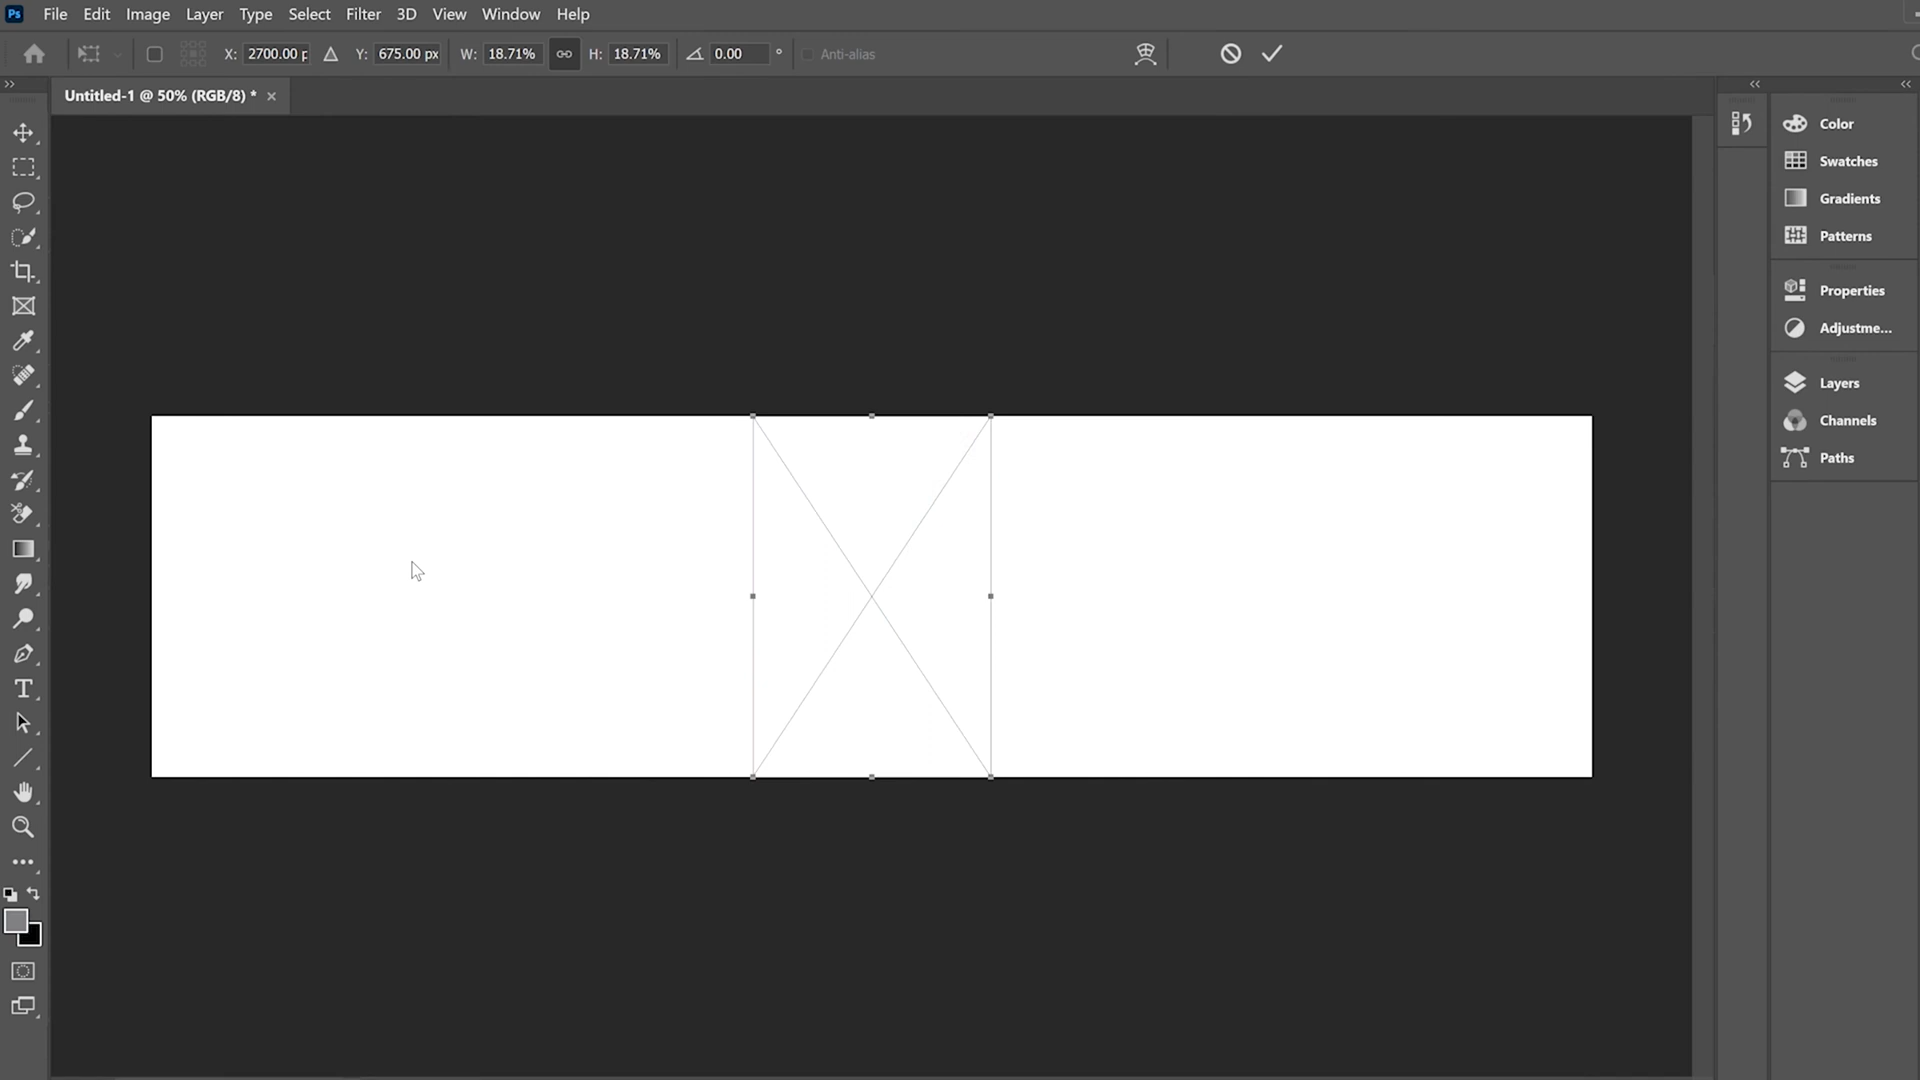 Ps File Edit Image Layer Type Select Filter 3D View Window Help
X: 2700.00 p Y: 675.00 px W: 18.71% H: 18.71% 0.00 ° Anti-alias
Untitled-1 @ 50% (RGB/8) * ×
Color
Swatches
Gradients
Patterns
Properties
Adjustme...
Layers
Channels
Paths